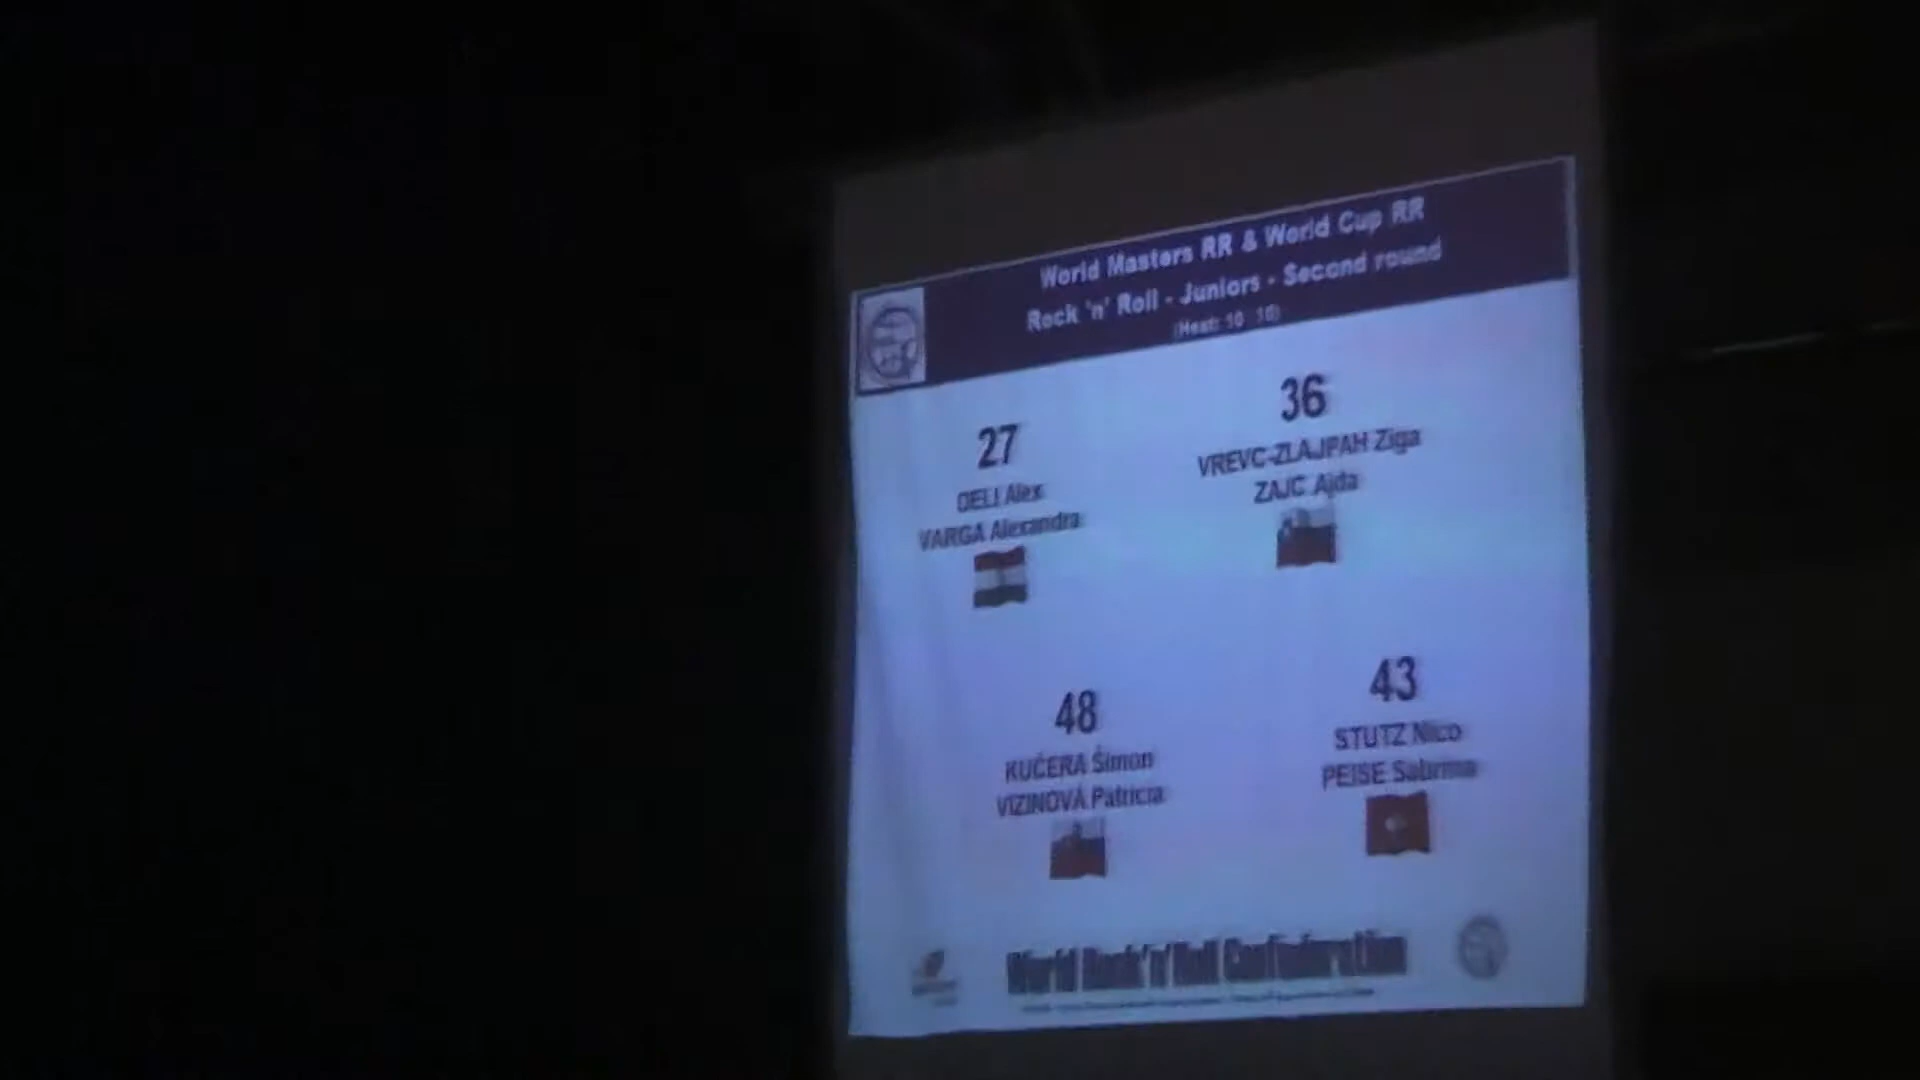 World Masters RR & World Cup RR
Rock 'n' Roll - Juniors - Second round
(Heat: 10 16)
27
DELI Alex
VARGA Alexandra
36
VREVC-ZLAJPAH Ziga
ZAJC Ajda
48
KUČERA Šimon
VIZINOVÁ Patricia
43
STUTZ Nico
PEISE Sabrina
World Rock'n'Roll Confederation